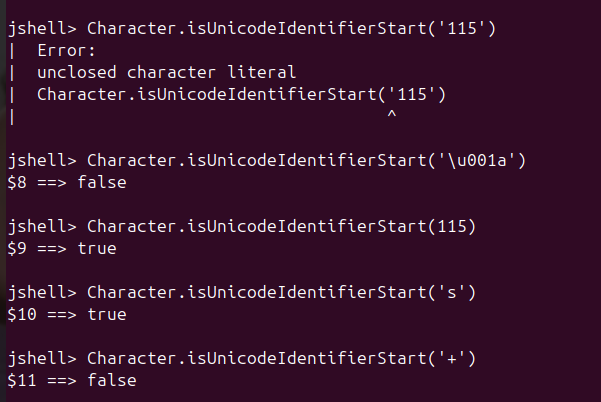 jshell> Character.isUnicodeIdentifierStart('115')
|  Error:
|  unclosed character literal
|  Character.isUnicodeIdentifierStart('115')
|                                     ^
jshell> Character.isUnicodeIdentifierStart('\u001a')
$8 ==> false
jshell> Character.isUnicodeIdentifierStart(115)
$9 ==> true
jshell> Character.isUnicodeIdentifierStart('s')
$10 ==> true
jshell> Character.isUnicodeIdentifierStart('+')
$11 ==> false